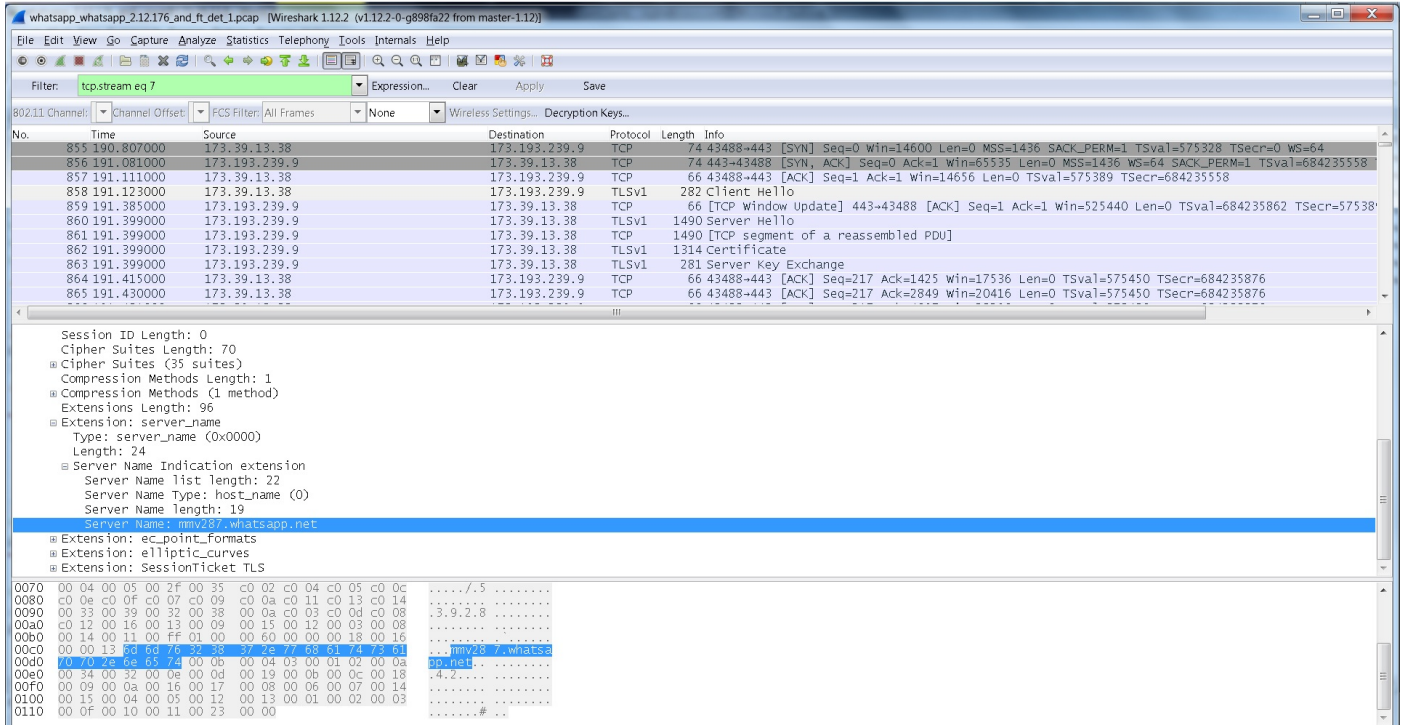 whatsapp_whatsapp_2.12.176_and_ft_det_1.pcap [Wireshark 1.12.2 (v1.12.2-0-g898fa22 from master-1.12)]
File Edit View Go Capture Analyze Statistics Telephony Tools Internals Help
Filter: tcp.stream eq 7 Expression... Clear Apply Save
802.11 Channel: Channel Offset: FCS Filter: All Frames None Wireless Settings... Decryption Keys...
No. Time Source Destination Protocol Length Info
855 190.807000 173.39.13.38 173.193.239.9 TCP 74 43488→443 [SYN] Seq=0 Win=14600 Len=0 MSS=1436 SACK_PERM=1 TSval=575328 TSecr=0 WS=64
856 191.081000 173.193.239.9 173.39.13.38 TCP 74 443→43488 [SYN, ACK] Seq=0 Ack=1 Win=65535 Len=0 MSS=1436 WS=64 SACK_PERM=1 TSval=684235558
857 191.111000 173.39.13.38 173.193.239.9 TCP 66 43488→443 [ACK] Seq=1 Ack=1 Win=14656 Len=0 TSval=575389 TSecr=684235558
858 191.123000 173.39.13.38 173.193.239.9 TLSv1 282 Client Hello
859 191.385000 173.193.239.9 173.39.13.38 TCP 66 [TCP Window Update] 443→43488 [ACK] Seq=1 Ack=1 Win=525440 Len=0 TSval=684235862 TSecr=57538
860 191.399000 173.193.239.9 173.39.13.38 TLSv1 1490 Server Hello
861 191.399000 173.193.239.9 173.39.13.38 TCP 1490 [TCP segment of a reassembled PDU]
862 191.399000 173.193.239.9 173.39.13.38 TLSv1 1314 Certificate
863 191.399000 173.193.239.9 173.39.13.38 TLSv1 281 Server Key Exchange
864 191.415000 173.39.13.38 173.193.239.9 TCP 66 43488→443 [ACK] Seq=217 Ack=1425 Win=17536 Len=0 TSval=575450 TSecr=684235876
865 191.430000 173.39.13.38 173.193.239.9 TCP 66 43488→443 [ACK] Seq=217 Ack=2849 Win=20416 Len=0 TSval=575450 TSecr=684235876
Session ID Length: 0
Cipher Suites Length: 70
Cipher Suites (35 suites)
Compression Methods Length: 1
Compression Methods (1 method)
Extensions Length: 96
Extension: server_name
Type: server_name (0x0000)
Length: 24
Server Name Indication extension
Server Name list length: 22
Server Name Type: host_name (0)
Server Name length: 19
Server Name: mmv287.whatsapp.net
Extension: ec_point_formats
Extension: elliptic_curves
Extension: SessionTicket TLS
0070 00 04 00 05 00 2f 00 35 c0 02 c0 04 c0 05 c0 0c ...../.5 ........
0080 c0 0e c0 0f c0 07 c0 09 c0 0a c0 11 c0 13 c0 14 ........ ........
0090 00 33 00 39 00 32 00 38 00 0a c0 03 c0 0d c0 08 .3.9.2.8 ........
00a0 c0 12 00 16 00 13 00 09 00 15 00 12 00 03 00 08 ........ ........
00b0 00 14 00 11 00 ff 01 00 00 60 00 00 00 18 00 16 ........ .`......
00c0 00 00 13 6d 6d 76 32 38 37 2e 77 68 61 74 73 61 ...mmv28 7.whatsa
00d0 70 70 2e 6e 65 74 00 0b 00 04 03 00 01 02 00 0a pp.net.. ........
00e0 00 34 00 32 00 0e 00 0d 00 19 00 0b 00 0c 00 18 .4.2.... ........
00f0 00 09 00 0a 00 16 00 17 00 08 00 06 00 07 00 14 ........ ........
0100 00 15 00 04 00 05 00 12 00 13 00 01 00 02 00 03 ........ ........
0110 00 0f 00 10 00 11 00 23 00 00 .......# ..